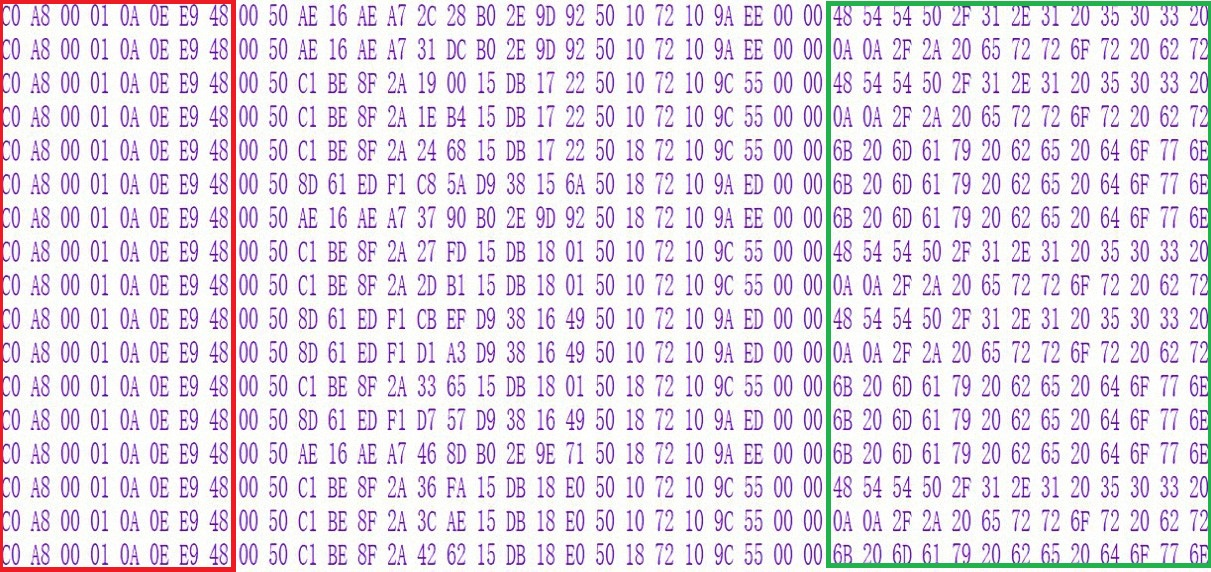 C0 A8 00 01 0A 0E E9 48 00 50 AE 16 AE A7 2C 28 B0 2E 9D 92 50 10 72 10 9A EE 00 00 48 54 54 50 2F 31 2E 31 20 35 30 33 20
C0 A8 00 01 0A 0E E9 48 00 50 AE 16 AE A7 31 DC B0 2E 9D 92 50 10 72 10 9A EE 00 00 0A 0A 2F 2A 20 65 72 72 6F 72 20 62 72
C0 A8 00 01 0A 0E E9 48 00 50 C1 BE 8F 2A 19 00 15 DB 17 22 50 10 72 10 9C 55 00 00 48 54 54 50 2F 31 2E 31 20 35 30 33 20
C0 A8 00 01 0A 0E E9 48 00 50 C1 BE 8F 2A 1E B4 15 DB 17 22 50 10 72 10 9C 55 00 00 0A 0A 2F 2A 20 65 72 72 6F 72 20 62 72
C0 A8 00 01 0A 0E E9 48 00 50 C1 BE 8F 2A 24 68 15 DB 17 22 50 18 72 10 9C 55 00 00 6B 20 6D 61 79 20 62 65 20 64 6F 77 6E
C0 A8 00 01 0A 0E E9 48 00 50 8D 61 ED F1 C8 5A D9 38 15 6A 50 18 72 10 9A ED 00 00 6B 20 6D 61 79 20 62 65 20 64 6F 77 6E
C0 A8 00 01 0A 0E E9 48 00 50 AE 16 AE A7 37 90 B0 2E 9D 92 50 18 72 10 9A EE 00 00 6B 20 6D 61 79 20 62 65 20 64 6F 77 6E
C0 A8 00 01 0A 0E E9 48 00 50 C1 BE 8F 2A 27 FD 15 DB 18 01 50 10 72 10 9C 55 00 00 48 54 54 50 2F 31 2E 31 20 35 30 33 20
C0 A8 00 01 0A 0E E9 48 00 50 C1 BE 8F 2A 2D B1 15 DB 18 01 50 10 72 10 9C 55 00 00 0A 0A 2F 2A 20 65 72 72 6F 72 20 62 72
C0 A8 00 01 0A 0E E9 48 00 50 8D 61 ED F1 CB EF D9 38 16 49 50 10 72 10 9A ED 00 00 48 54 54 50 2F 31 2E 31 20 35 30 33 20
C0 A8 00 01 0A 0E E9 48 00 50 8D 61 ED F1 D1 A3 D9 38 16 49 50 10 72 10 9A ED 00 00 0A 0A 2F 2A 20 65 72 72 6F 72 20 62 72
C0 A8 00 01 0A 0E E9 48 00 50 C1 BE 8F 2A 33 65 15 DB 18 01 50 18 72 10 9C 55 00 00 6B 20 6D 61 79 20 62 65 20 64 6F 77 6E
C0 A8 00 01 0A 0E E9 48 00 50 8D 61 ED F1 D7 57 D9 38 16 49 50 18 72 10 9A ED 00 00 6B 20 6D 61 79 20 62 65 20 64 6F 77 6E
C0 A8 00 01 0A 0E E9 48 00 50 AE 16 AE A7 46 8D B0 2E 9E 71 50 18 72 10 9A EE 00 00 6B 20 6D 61 79 20 62 65 20 64 6F 77 6E
C0 A8 00 01 0A 0E E9 48 00 50 C1 BE 8F 2A 36 FA 15 DB 18 E0 50 10 72 10 9C 55 00 00 48 54 54 50 2F 31 2E 31 20 35 30 33 20
C0 A8 00 01 0A 0E E9 48 00 50 C1 BE 8F 2A 3C AE 15 DB 18 E0 50 10 72 10 9C 55 00 00 0A 0A 2F 2A 20 65 72 72 6F 72 20 62 72
C0 A8 00 01 0A 0E E9 48 00 50 C1 BE 8F 2A 42 62 15 DB 18 E0 50 18 72 10 9C 55 00 00 6B 20 6D 61 79 20 62 65 20 64 6F 77 6E